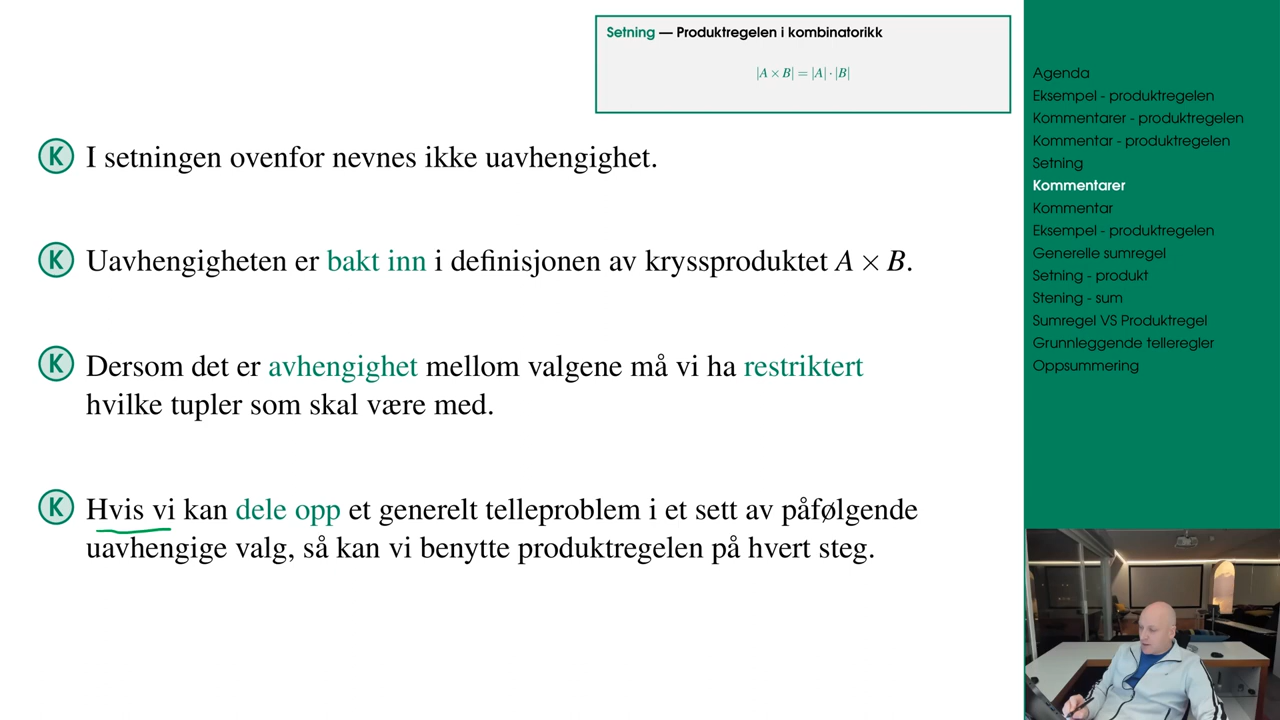 Setning — Produktregelen i kombinatorikk
|A × B| = |A| · |B|
K I setningen ovenfor nevnes ikke uavhengighet.
K Uavhengigheten er bakt inn i definisjonen av kryssproduktet A × B.
K Dersom det er avhengighet mellom valgene må vi ha restriktert
hvilke tupler som skal være med.
K Hvis vi kan dele opp et generelt telleproblem i et sett av påfølgende
uavhengige valg, så kan vi benytte produktregelen på hvert steg.
Agenda
Eksempel - produktregelen
Kommentarer - produktregelen
Kommentar - produktregelen
Setning
Kommentarer
Kommentar
Eksempel - produktregelen
Generelle sumregel
Setning - produkt
Stening - sum
Sumregel VS Produktregel
Grunnleggende telleregler
Oppsummering